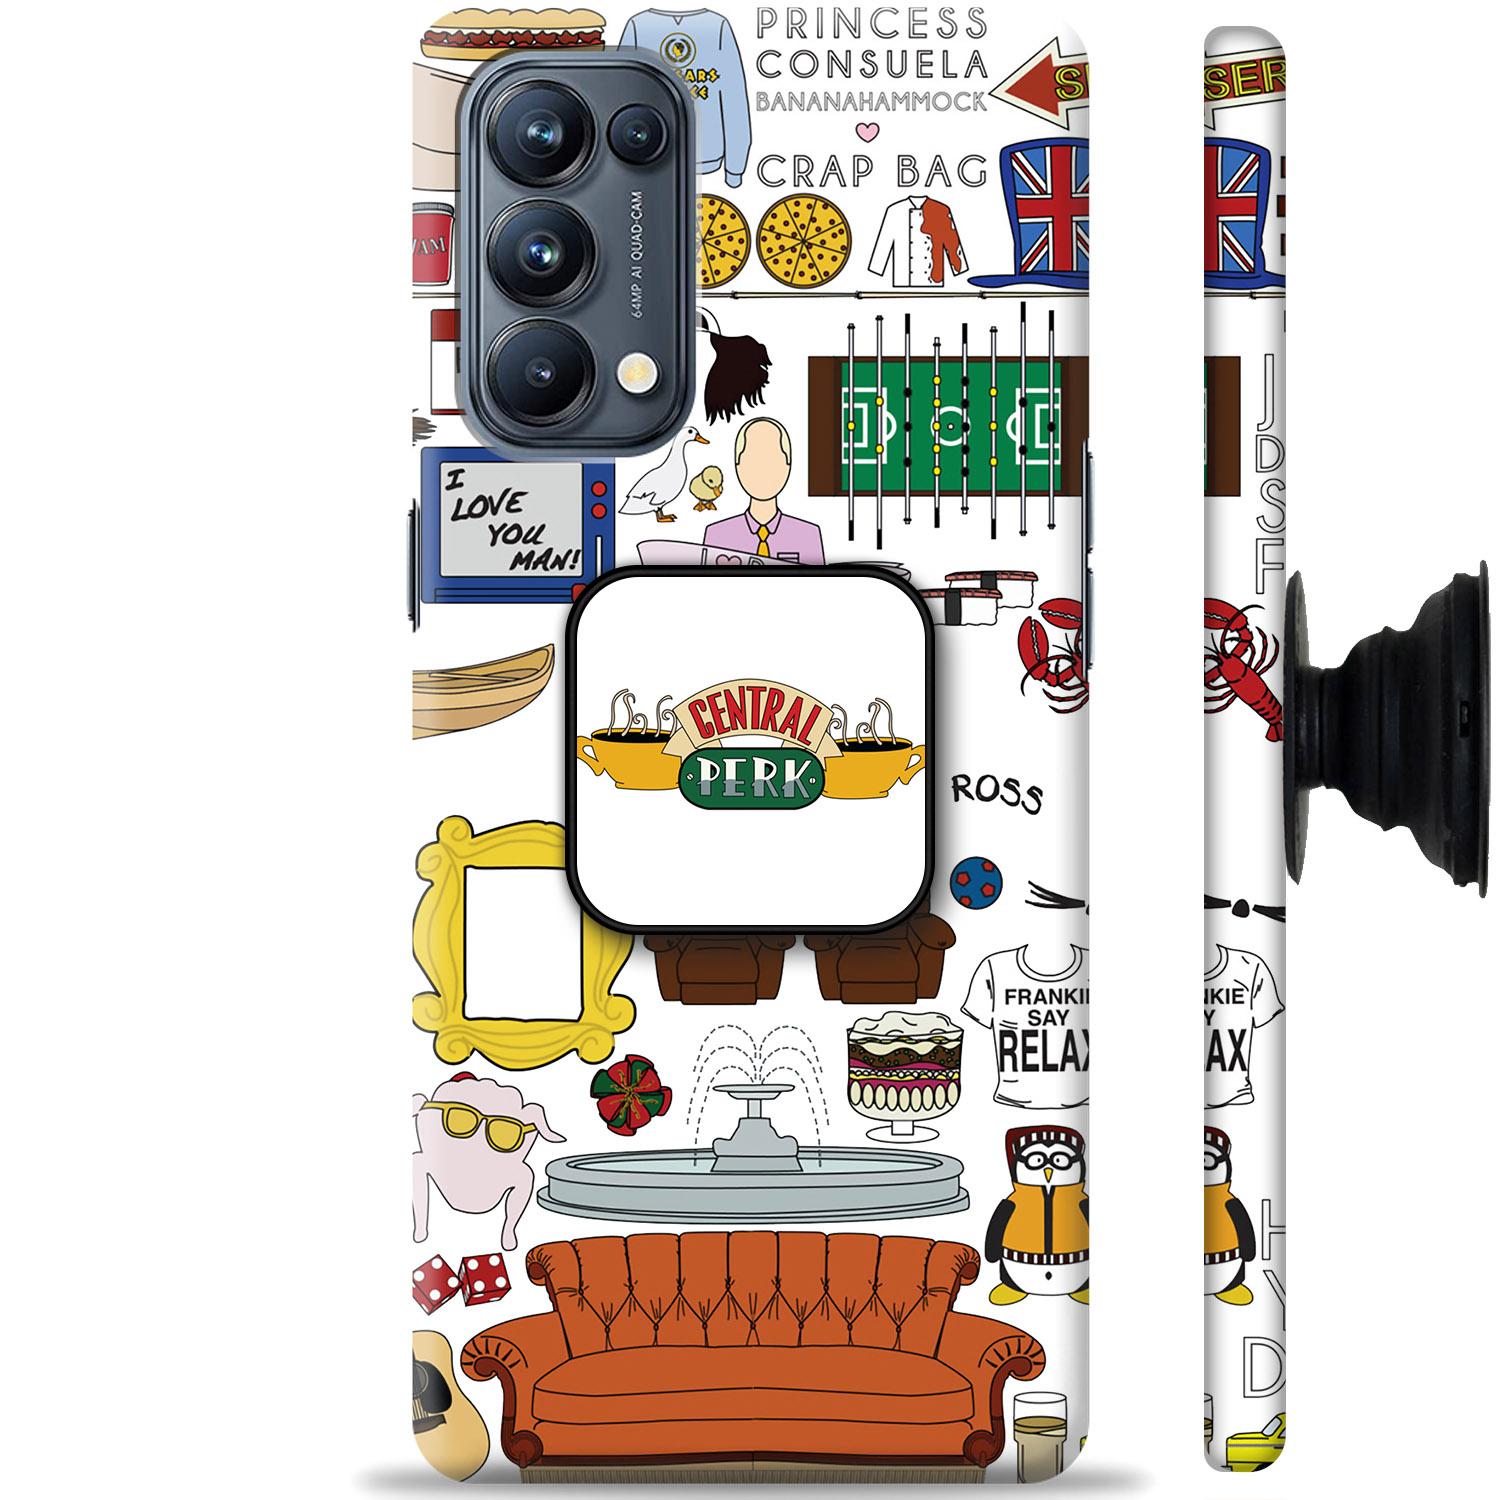 PRINCESS
CONSUELA
BANANAHAMMOCK
CRAP BAG
64MP AI QUAD-CAM
I
LOVE
YOU
MAN!
CENTRAL
PERK
ROSS
FRANKIE
SAY
RELAX